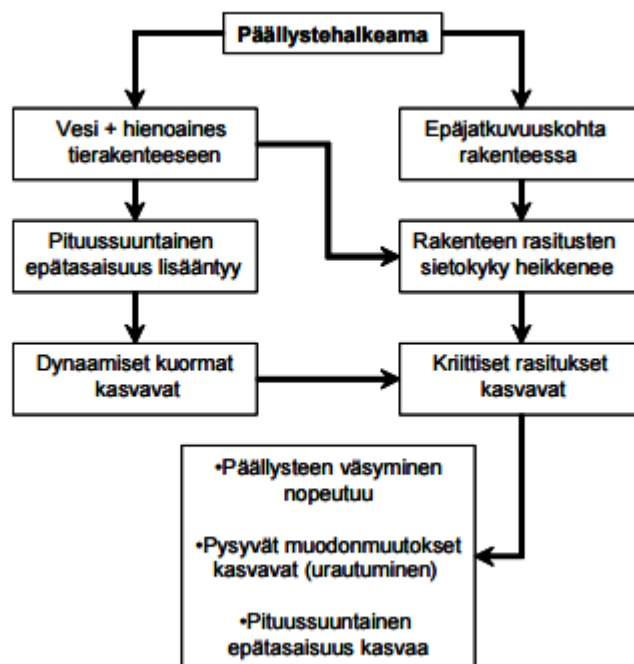 Päällystehalkeama
Vesi + hienoaines
tierakenteeseen
Epäjatkuvuuskohta
rakenteessa
Pituussuuntainen
epätasaisuus lisääntyy
Rakenteen rasitusten
sietokyky heikkenee
Dynaamiset kuormat
kasvavat
Kriittiset rasitukset
kasvavat
•Päällysteen väsyminen
nopeutuu
•Pysyvät muodonmuutokset
kasvavat (urautuminen)
•Pituussuuntainen
epätasaisuus kasvaa